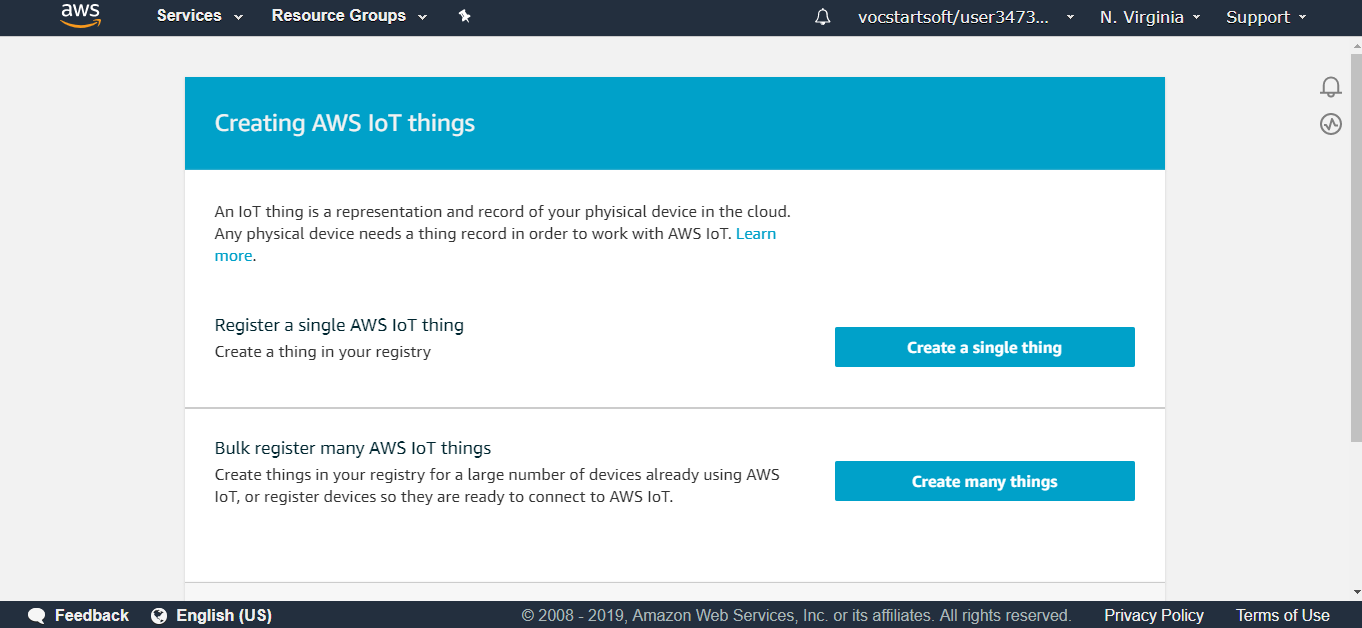 aws Services Resource Groups vocstartsoft/user3473... N. Virginia Support
Creating AWS IoT things
An IoT thing is a representation and record of your phyisical device in the cloud.
Any physical device needs a thing record in order to work with AWS IoT. Learn
more.
Register a single AWS IoT thing
Create a thing in your registry
Create a single thing
Bulk register many AWS IoT things
Create things in your registry for a large number of devices already using AWS
IoT, or register devices so they are ready to connect to AWS IoT.
Create many things
Feedback English (US) © 2008 - 2019, Amazon Web Services, Inc. or its affiliates. All rights reserved. Privacy Policy Terms of Use